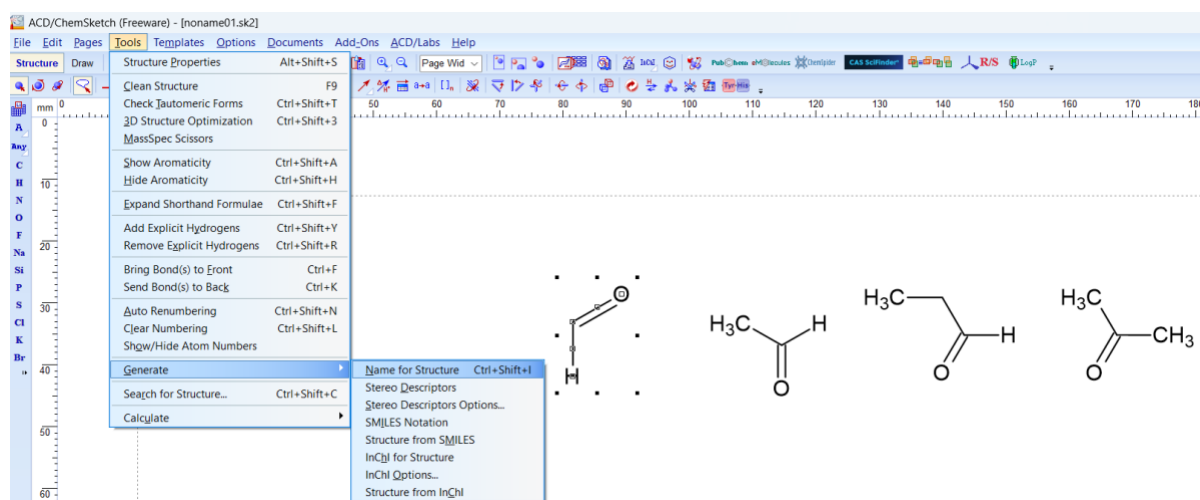 ACD/ChemSketch (Freeware) - [noname01.sk2]
File Edit Pages Tools Templates Options Documents Add-Ons ACD/Labs Help
Structure Draw Page Wid InChI PubChem eMolecules ChemSpider CAS SciFinder R/S LogP
mm 0 50 60 70 80 90 100 110 120 130 140 150 160 170 180
Structure Properties Alt+Shift+S
Clean Structure F9
Check Tautomeric Forms Ctrl+Shift+T
3D Structure Optimization Ctrl+Shift+3
MassSpec Scissors
Show Aromaticity Ctrl+Shift+A
Hide Aromaticity Ctrl+Shift+H
Expand Shorthand Formulae Ctrl+Shift+F
Add Explicit Hydrogens Ctrl+Shift+Y
Remove Explicit Hydrogens Ctrl+Shift+R
Bring Bond(s) to Front Ctrl+F
Send Bond(s) to Back Ctrl+K
Auto Renumbering Ctrl+Shift+N
Clear Numbering Ctrl+Shift+L
Show/Hide Atom Numbers
Generate
Search for Structure... Ctrl+Shift+C
Calculate
Name for Structure Ctrl+Shift+I
Stereo Descriptors
Stereo Descriptors Options...
SMILES Notation
Structure from SMILES
InChI for Structure
InChI Options...
Structure from InChI
A
Any
C
H
N
O
F
Na
Si
P
S
Cl
K
Br
0
10
20
30
40
50
60
O
H
H₃C H
O
H₃C
H
O
H₃C
CH₃
O